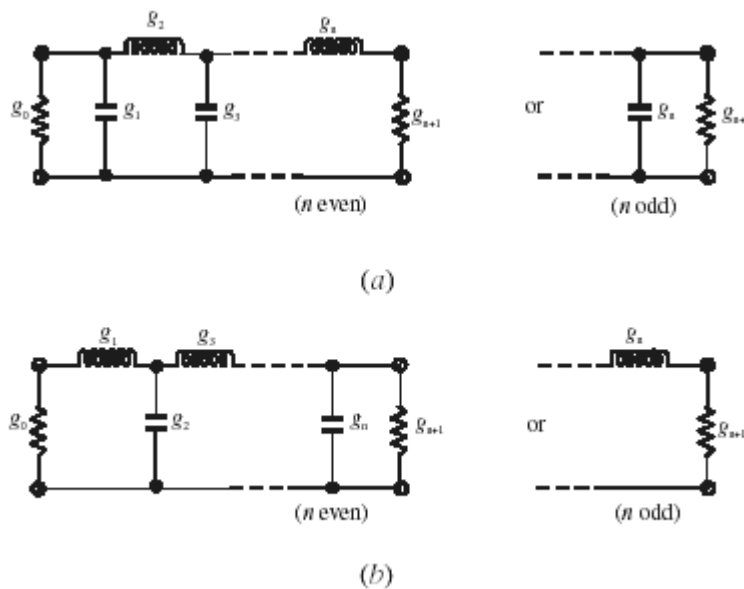 g₂ gₙ
g₀ g₁ g₃ gₙ₊₁ or gₙ gₙ₊
(n even) (n odd)
(a)
g₁ g₃ gₙ
g₀ g₂ gₙ gₙ₊₁ or gₙ₊₁
(n even) (n odd)
(b)